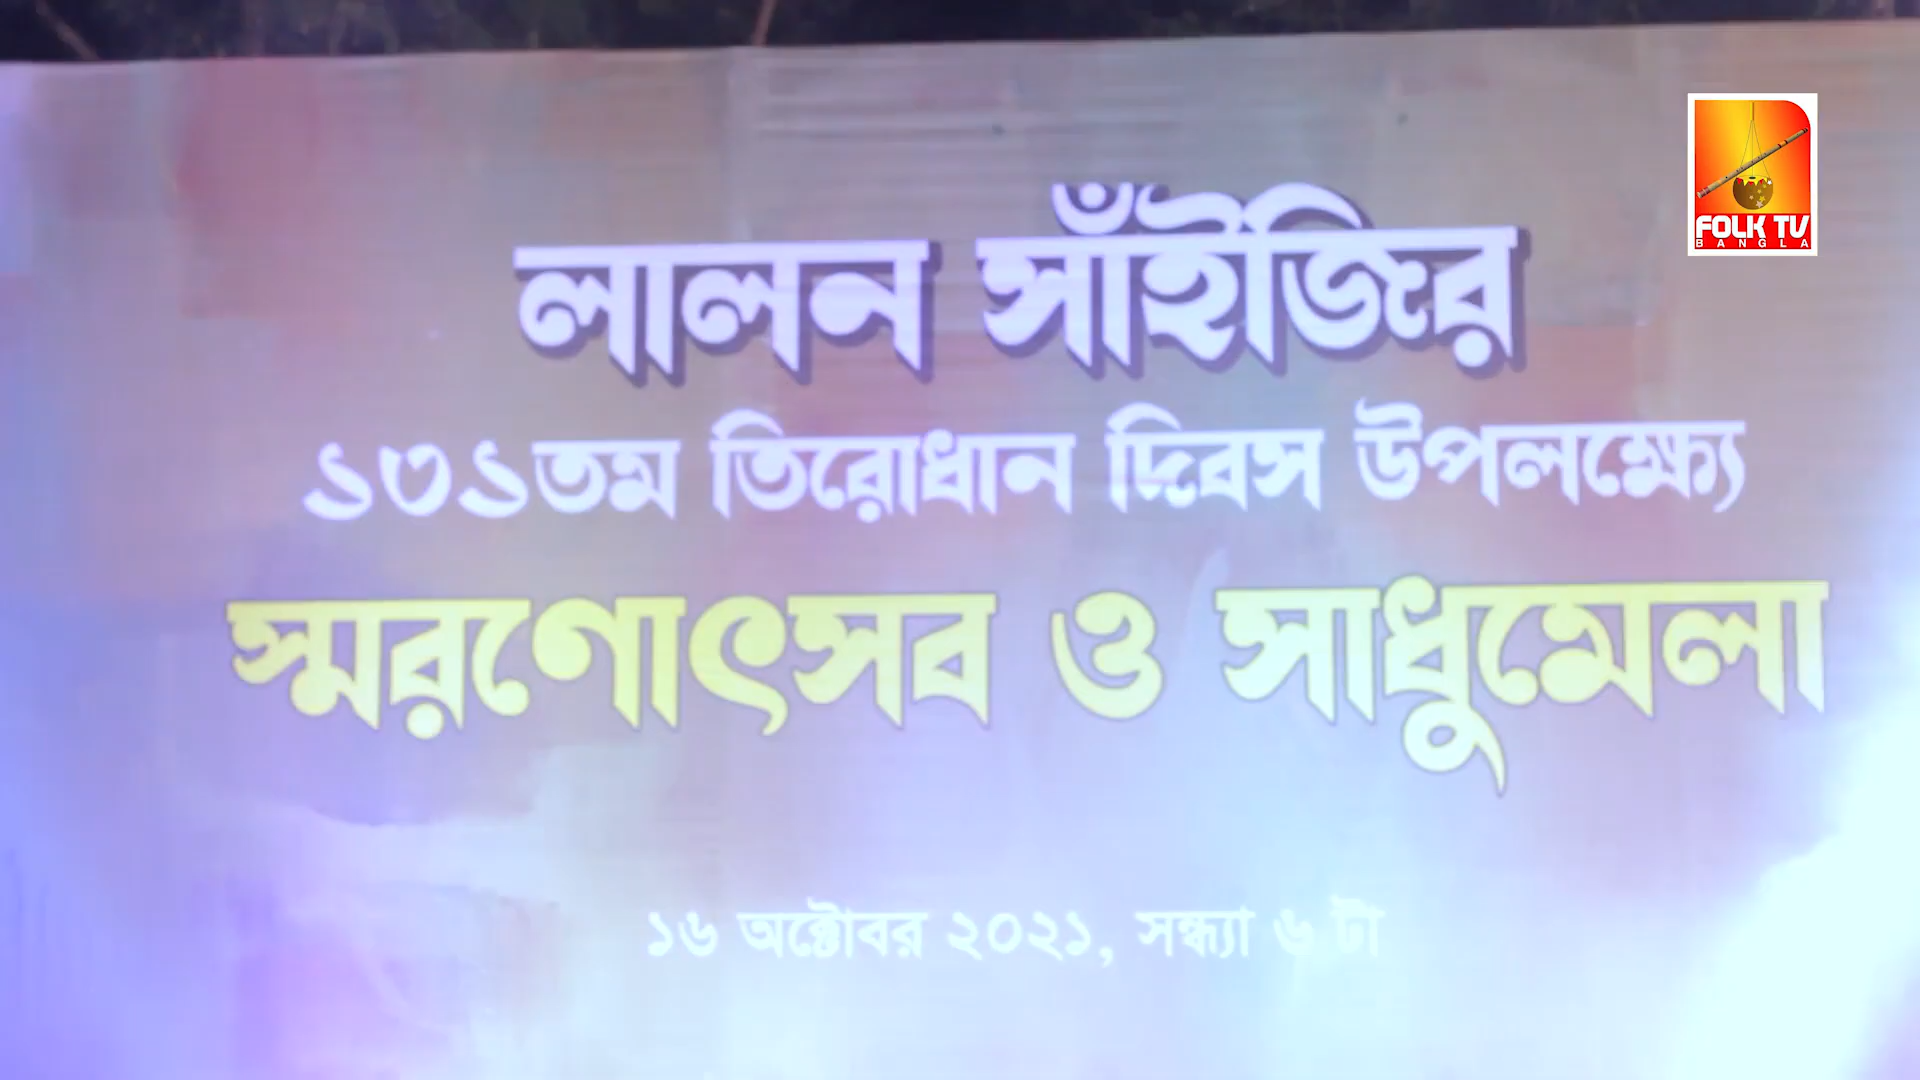 লালন সাঁইজির
১৩১তম তিরোধান দিবস উপলক্ষ্যে
স্মরণোৎসব ও সাধুমেলা
১৬ অক্টোবর ২০২১, সন্ধ্যা ৬ টা
FOLK TV
BANGLA